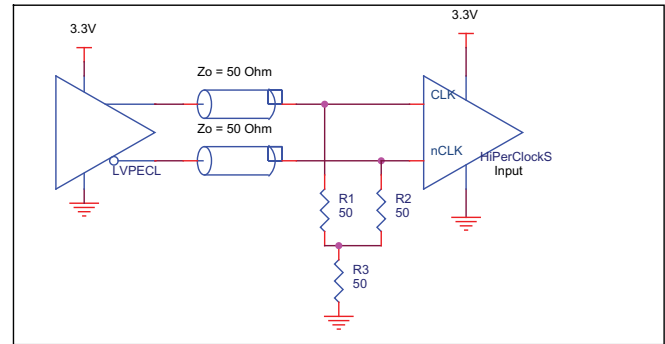 3.3V
3.3V
Zo = 50 Ohm
CLK
Zo = 50 Ohm
nCLK
HiPerClockS
Input
LVPECL
R1
50
R2
50
R3
50